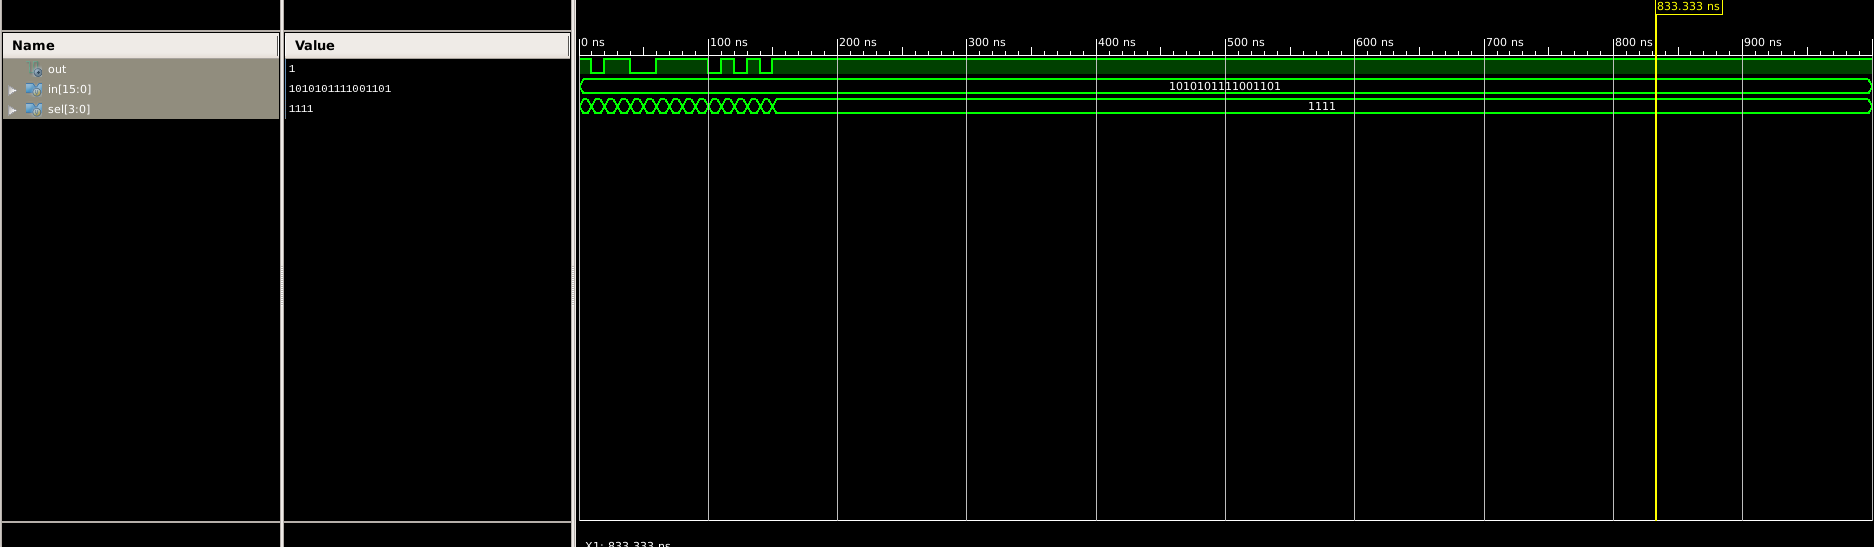 833.333 ns
Name
Value
0 ns
100 ns
200 ns
300 ns
400 ns
500 ns
600 ns
700 ns
800 ns
900 ns
out
1
in[15:0]
1010101111001101
1010101111001101
sel[3:0]
1111
1111
X1: 833.333 ns